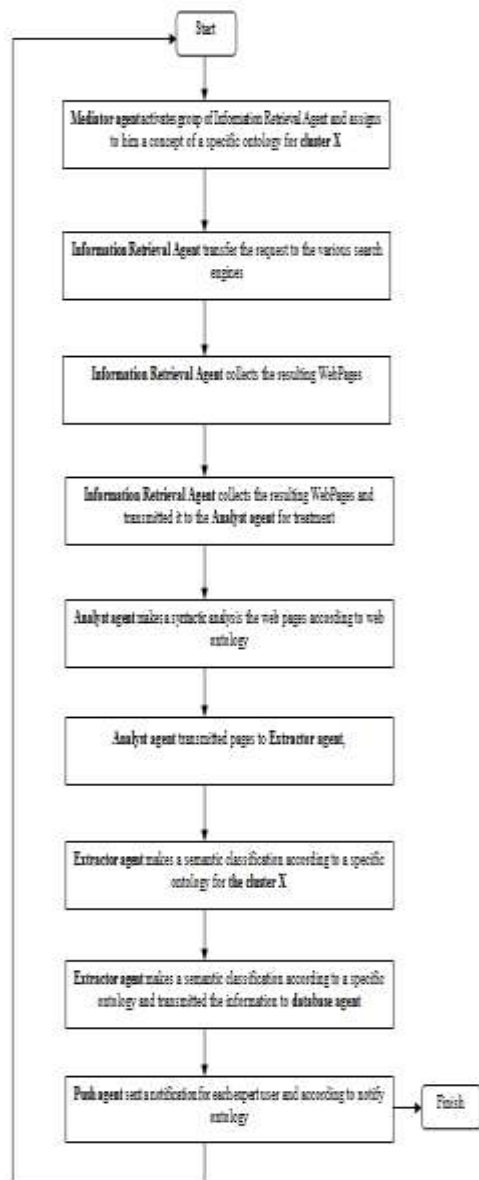 Start
Mediator agent activates group of Information Retrieval Agent and assigns
to him a concept of a specific ontology for cluster X
Information Retrieval Agent transfer the request to the various search
engines
Information Retrieval Agent collects the resulting WebPages
Information Retrieval Agent collects the resulting WebPages and
transmitted it to the Analyst agent for treatment
Analyst agent makes a syntactic analysis the web pages according to web
ontology
Analyst agent transmitted pages to Extractor agent,
Extractor agent makes a semantic classification according to a specific
ontology for the cluster X
Extractor agent makes a semantic classification according to a specific
ontology and transmitted the information to database agent
Push agent sent a notification for each expert user and according to notify
ontology
Finish